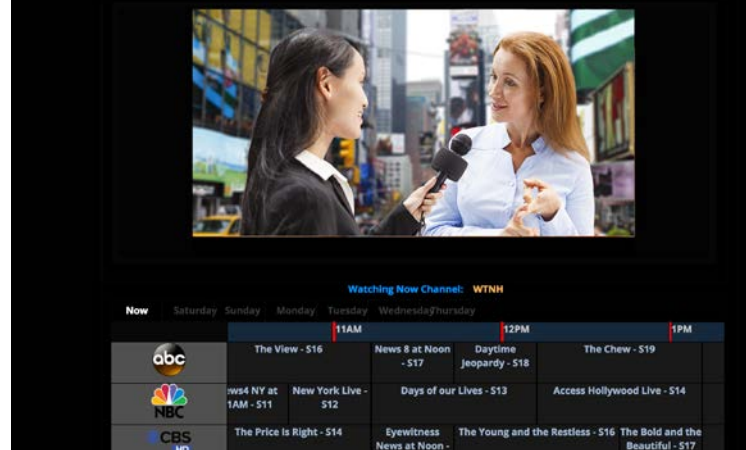 Watching Now Channel: WTNH
Now Saturday Sunday Monday Tuesday Wednesday Thursday
11AM 12PM 1PM
abc
The View - S16
News 8 at Noon
- S17
Daytime
Jeopardy - S18
The Chew - S19
NBC
ews4 NY at
1AM - S11
New York Live -
S12
Days of our Lives - S13
Access Hollywood Live - S14
CBS
HD
The Price Is Right - S14
Eyewitness
News at Noon -
The Young and the Restless - S16
The Bold and the
Beautiful - S17